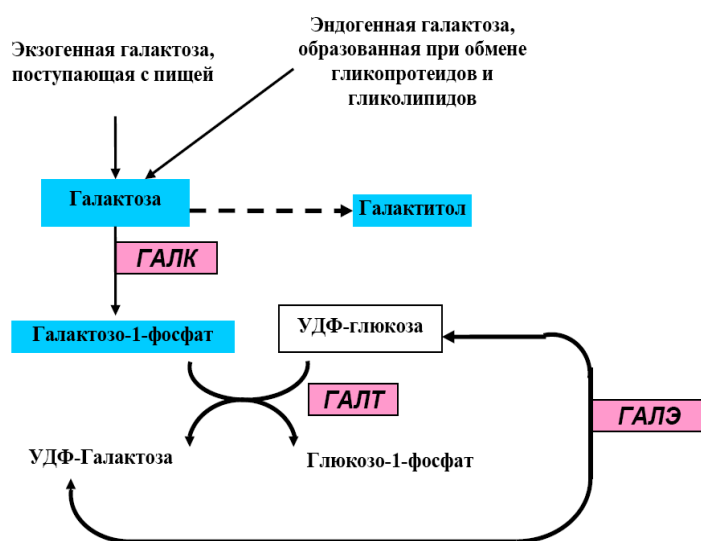 Экзогенная галактоза,
поступающая с пищей
Эндогенная галактоза,
образованная при обмене
гликопротеидов и
гликолипидов
Галактоза
Галактитол
ГАЛК
Галактозо-1-фосфат
УДФ-глюкоза
ГАЛТ
ГАЛЭ
УДФ-Галактоза
Глюкозо-1-фосфат